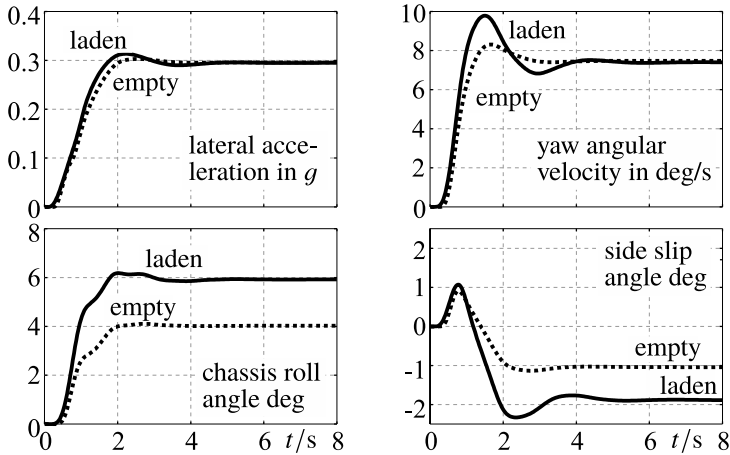 0.4
laden
0.3
empty
0.2
lateral acce-
0.1
leration in g
0
10
8
6
empty
4
yaw angular
2
velocity in deg/s
0
8
laden
6
empty
4
2
chassis roll
angle deg
0
0 2 4 6 t/s 8
2
side slip
1
angle deg
0
empty
-1
laden
-2
0 2 4 6 t/s 8
laden